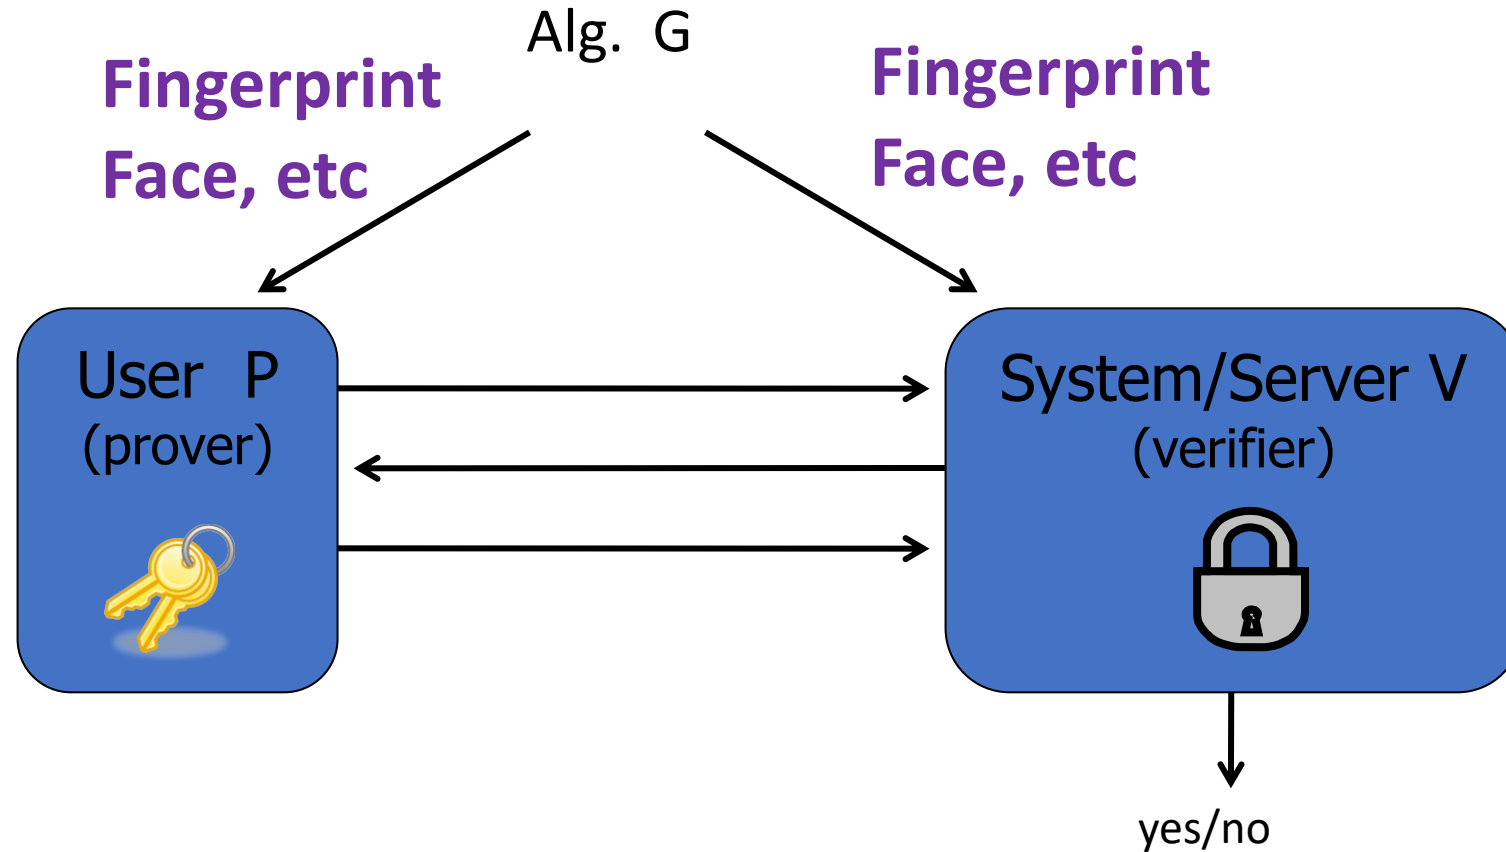 Alg. G
Fingerprint
Face, etc
Fingerprint
Face, etc
User P
(prover)
System/Server V
(verifier)
yes/no